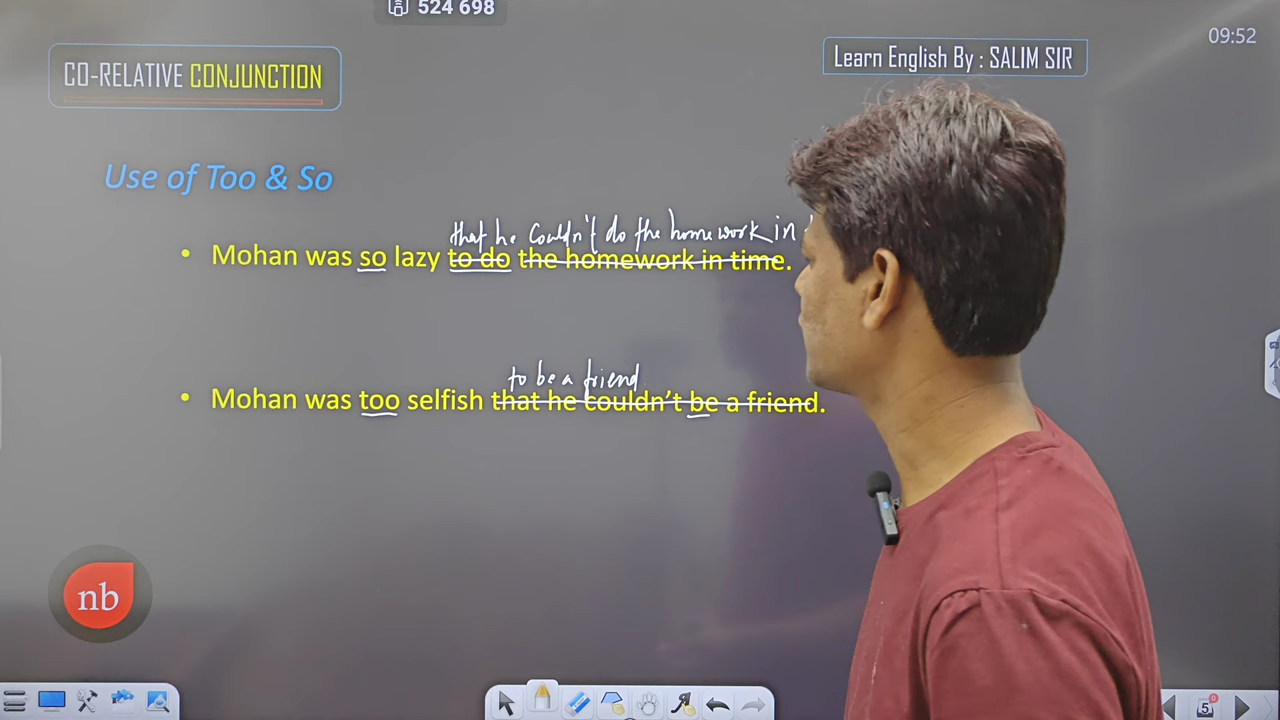 524 698
09:52
CO-RELATIVE CONJUNCTION
Learn English By : SALIM SIR
Use of Too & So
that he couldn't do the homework in
• Mohan was so lazy to do the homework in time.
to be a friend
• Mohan was too selfish that he couldn't be a friend.
nb
5